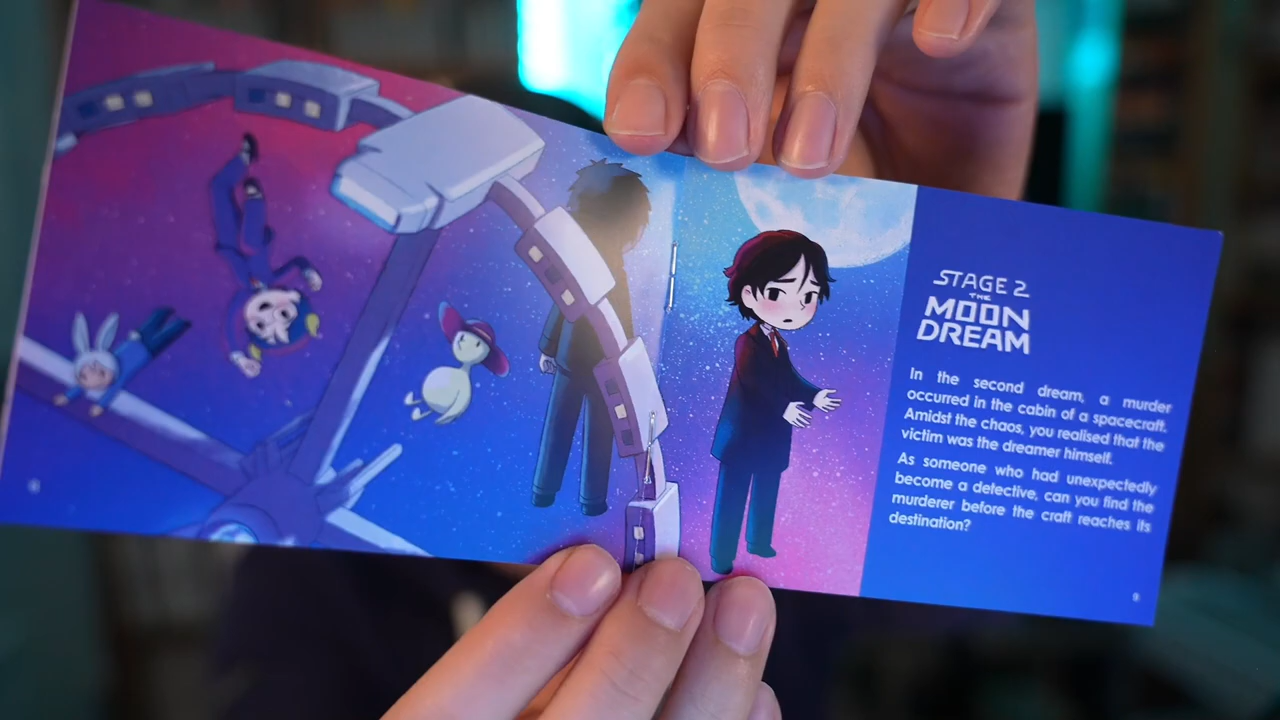 STAGE 2
THE
MOON
DREAM
In the second dream, a murder
occurred in the cabin of a spacecraft.
Amidst the chaos, you realised that the
victim was the dreamer himself.
As someone who had unexpectedly
become a detective, can you find the
murderer before the craft reaches its
destination?
9